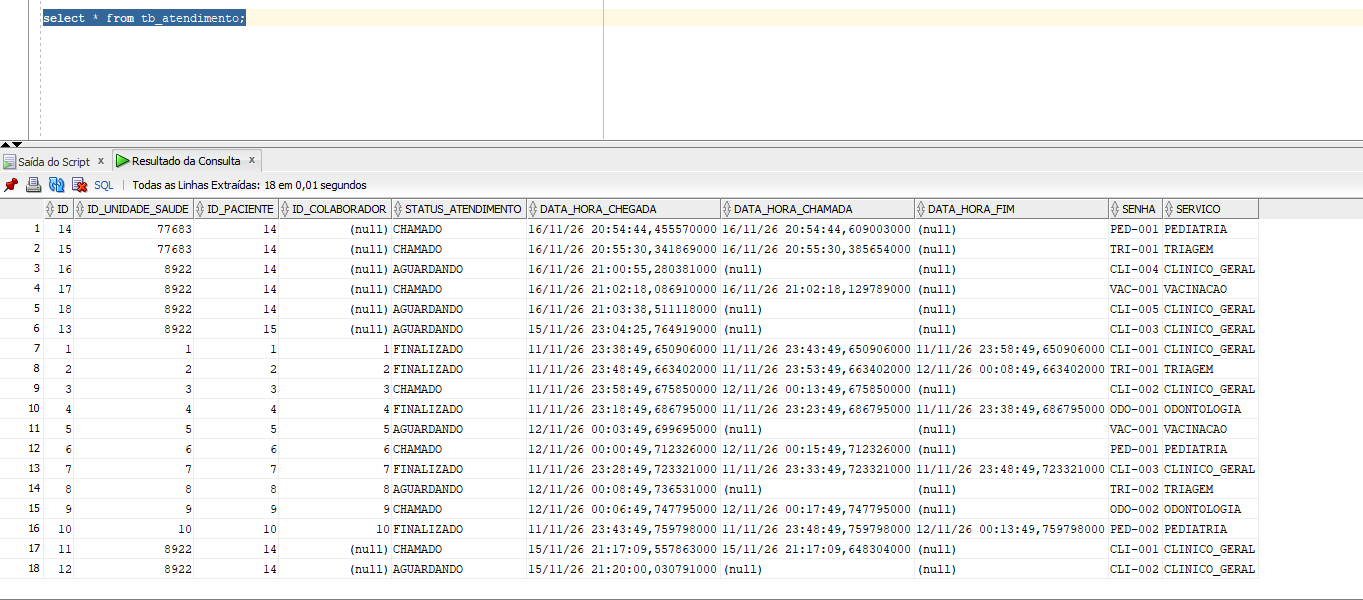 select * from tb_atendimento;
Saída do Script x Resultado da Consulta x
SQL | Todas as Linhas Extraídas: 18 em 0,01 segundos
ID ID_UNIDADE_SAUDE ID_PACIENTE ID_COLABORADOR STATUS_ATENDIMENTO DATA_HORA_CHEGADA DATA_HORA_CHAMADA DATA_HORA_FIM SENHA SERVICO
1 14 77683 14 (null) CHAMADO 16/11/26 20:54:44,455570000 16/11/26 20:54:44,609003000 (null) PED-001 PEDIATRIA
2 15 77683 14 (null) CHAMADO 16/11/26 20:55:30,341869000 16/11/26 20:55:30,385654000 (null) TRI-001 TRIAGEM
3 16 8922 14 (null) AGUARDANDO 16/11/26 21:00:55,280381000 (null) (null) CLI-004 CLINICO_GERAL
4 17 8922 14 (null) CHAMADO 16/11/26 21:02:18,086910000 16/11/26 21:02:18,129789000 (null) VAC-001 VACINACAO
5 18 8922 14 (null) AGUARDANDO 16/11/26 21:03:38,511118000 (null) (null) CLI-005 CLINICO_GERAL
6 13 8922 15 (null) AGUARDANDO 15/11/26 23:04:25,764919000 (null) (null) CLI-003 CLINICO_GERAL
7 1 1 1 1 FINALIZADO 11/11/26 23:38:49,650906000 11/11/26 23:43:49,650906000 11/11/26 23:58:49,650906000 CLI-001 CLINICO_GERAL
8 2 2 2 2 FINALIZADO 11/11/26 23:48:49,663402000 11/11/26 23:53:49,663402000 12/11/26 00:08:49,663402000 TRI-001 TRIAGEM
9 3 3 3 3 CHAMADO 11/11/26 23:58:49,675850000 12/11/26 00:13:49,675850000 (null) CLI-002 CLINICO_GERAL
10 4 4 4 4 FINALIZADO 11/11/26 23:18:49,686795000 11/11/26 23:23:49,686795000 11/11/26 23:38:49,686795000 ODO-001 ODONTOLOGIA
11 5 5 5 5 AGUARDANDO 12/11/26 00:03:49,699695000 (null) (null) VAC-001 VACINACAO
12 6 6 6 6 CHAMADO 12/11/26 00:00:49,712326000 12/11/26 00:15:49,712326000 (null) PED-001 PEDIATRIA
13 7 7 7 7 FINALIZADO 11/11/26 23:28:49,723321000 11/11/26 23:33:49,723321000 11/11/26 23:48:49,723321000 CLI-003 CLINICO_GERAL
14 8 8 8 8 AGUARDANDO 12/11/26 00:08:49,736531000 (null) (null) TRI-002 TRIAGEM
15 9 9 9 9 CHAMADO 12/11/26 00:06:49,747795000 12/11/26 00:17:49,747795000 (null) ODO-002 ODONTOLOGIA
16 10 10 10 10 FINALIZADO 11/11/26 23:43:49,759798000 11/11/26 23:48:49,759798000 12/11/26 00:13:49,759798000 PED-002 PEDIATRIA
17 11 8922 14 (null) CHAMADO 15/11/26 21:17:09,557863000 15/11/26 21:17:09,648304000 (null) CLI-001 CLINICO_GERAL
18 12 8922 14 (null) AGUARDANDO 15/11/26 21:20:00,030791000 (null) (null) CLI-002 CLINICO_GERAL